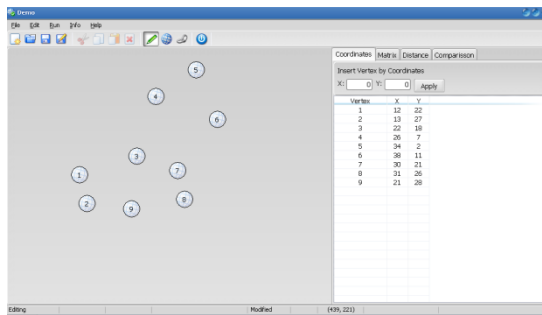 Demo
File Edit Run Info Help
Coordinates Matrix Distance Comparisson
Insert Vertex by Coordinates
X: 0 Y: 0 Apply
Vertex X Y
1 12 22
2 13 27
3 22 18
4 26 7
5 34 2
6 38 11
7 30 21
8 31 26
9 21 28
5
4
6
3
7
1
8
2
9
Editing Modified (439, 221)